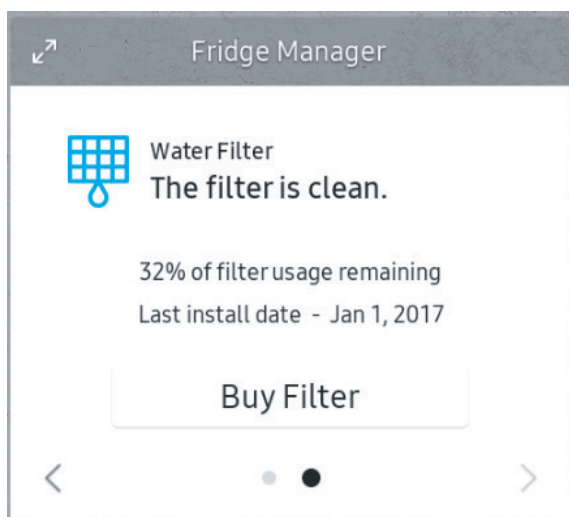 Fridge Manager
Water Filter
The filter is clean.
32% of filter usage remaining
Last install date - Jan 1, 2017
Buy Filter